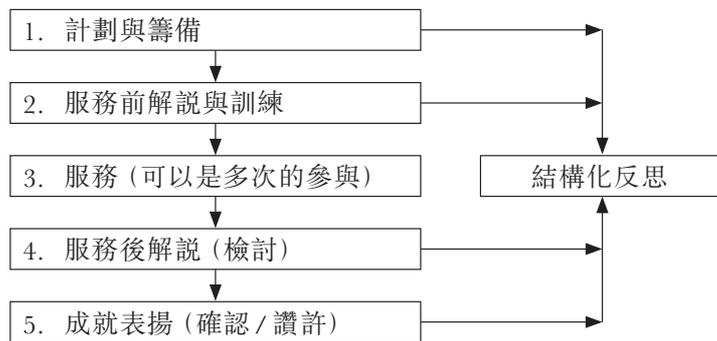 1. 計劃與籌備
2. 服務前解說與訓練
3. 服務(可以是多次的參與)
結構化反思
4. 服務後解說(檢討)
5. 成就表揚(確認/讚許)